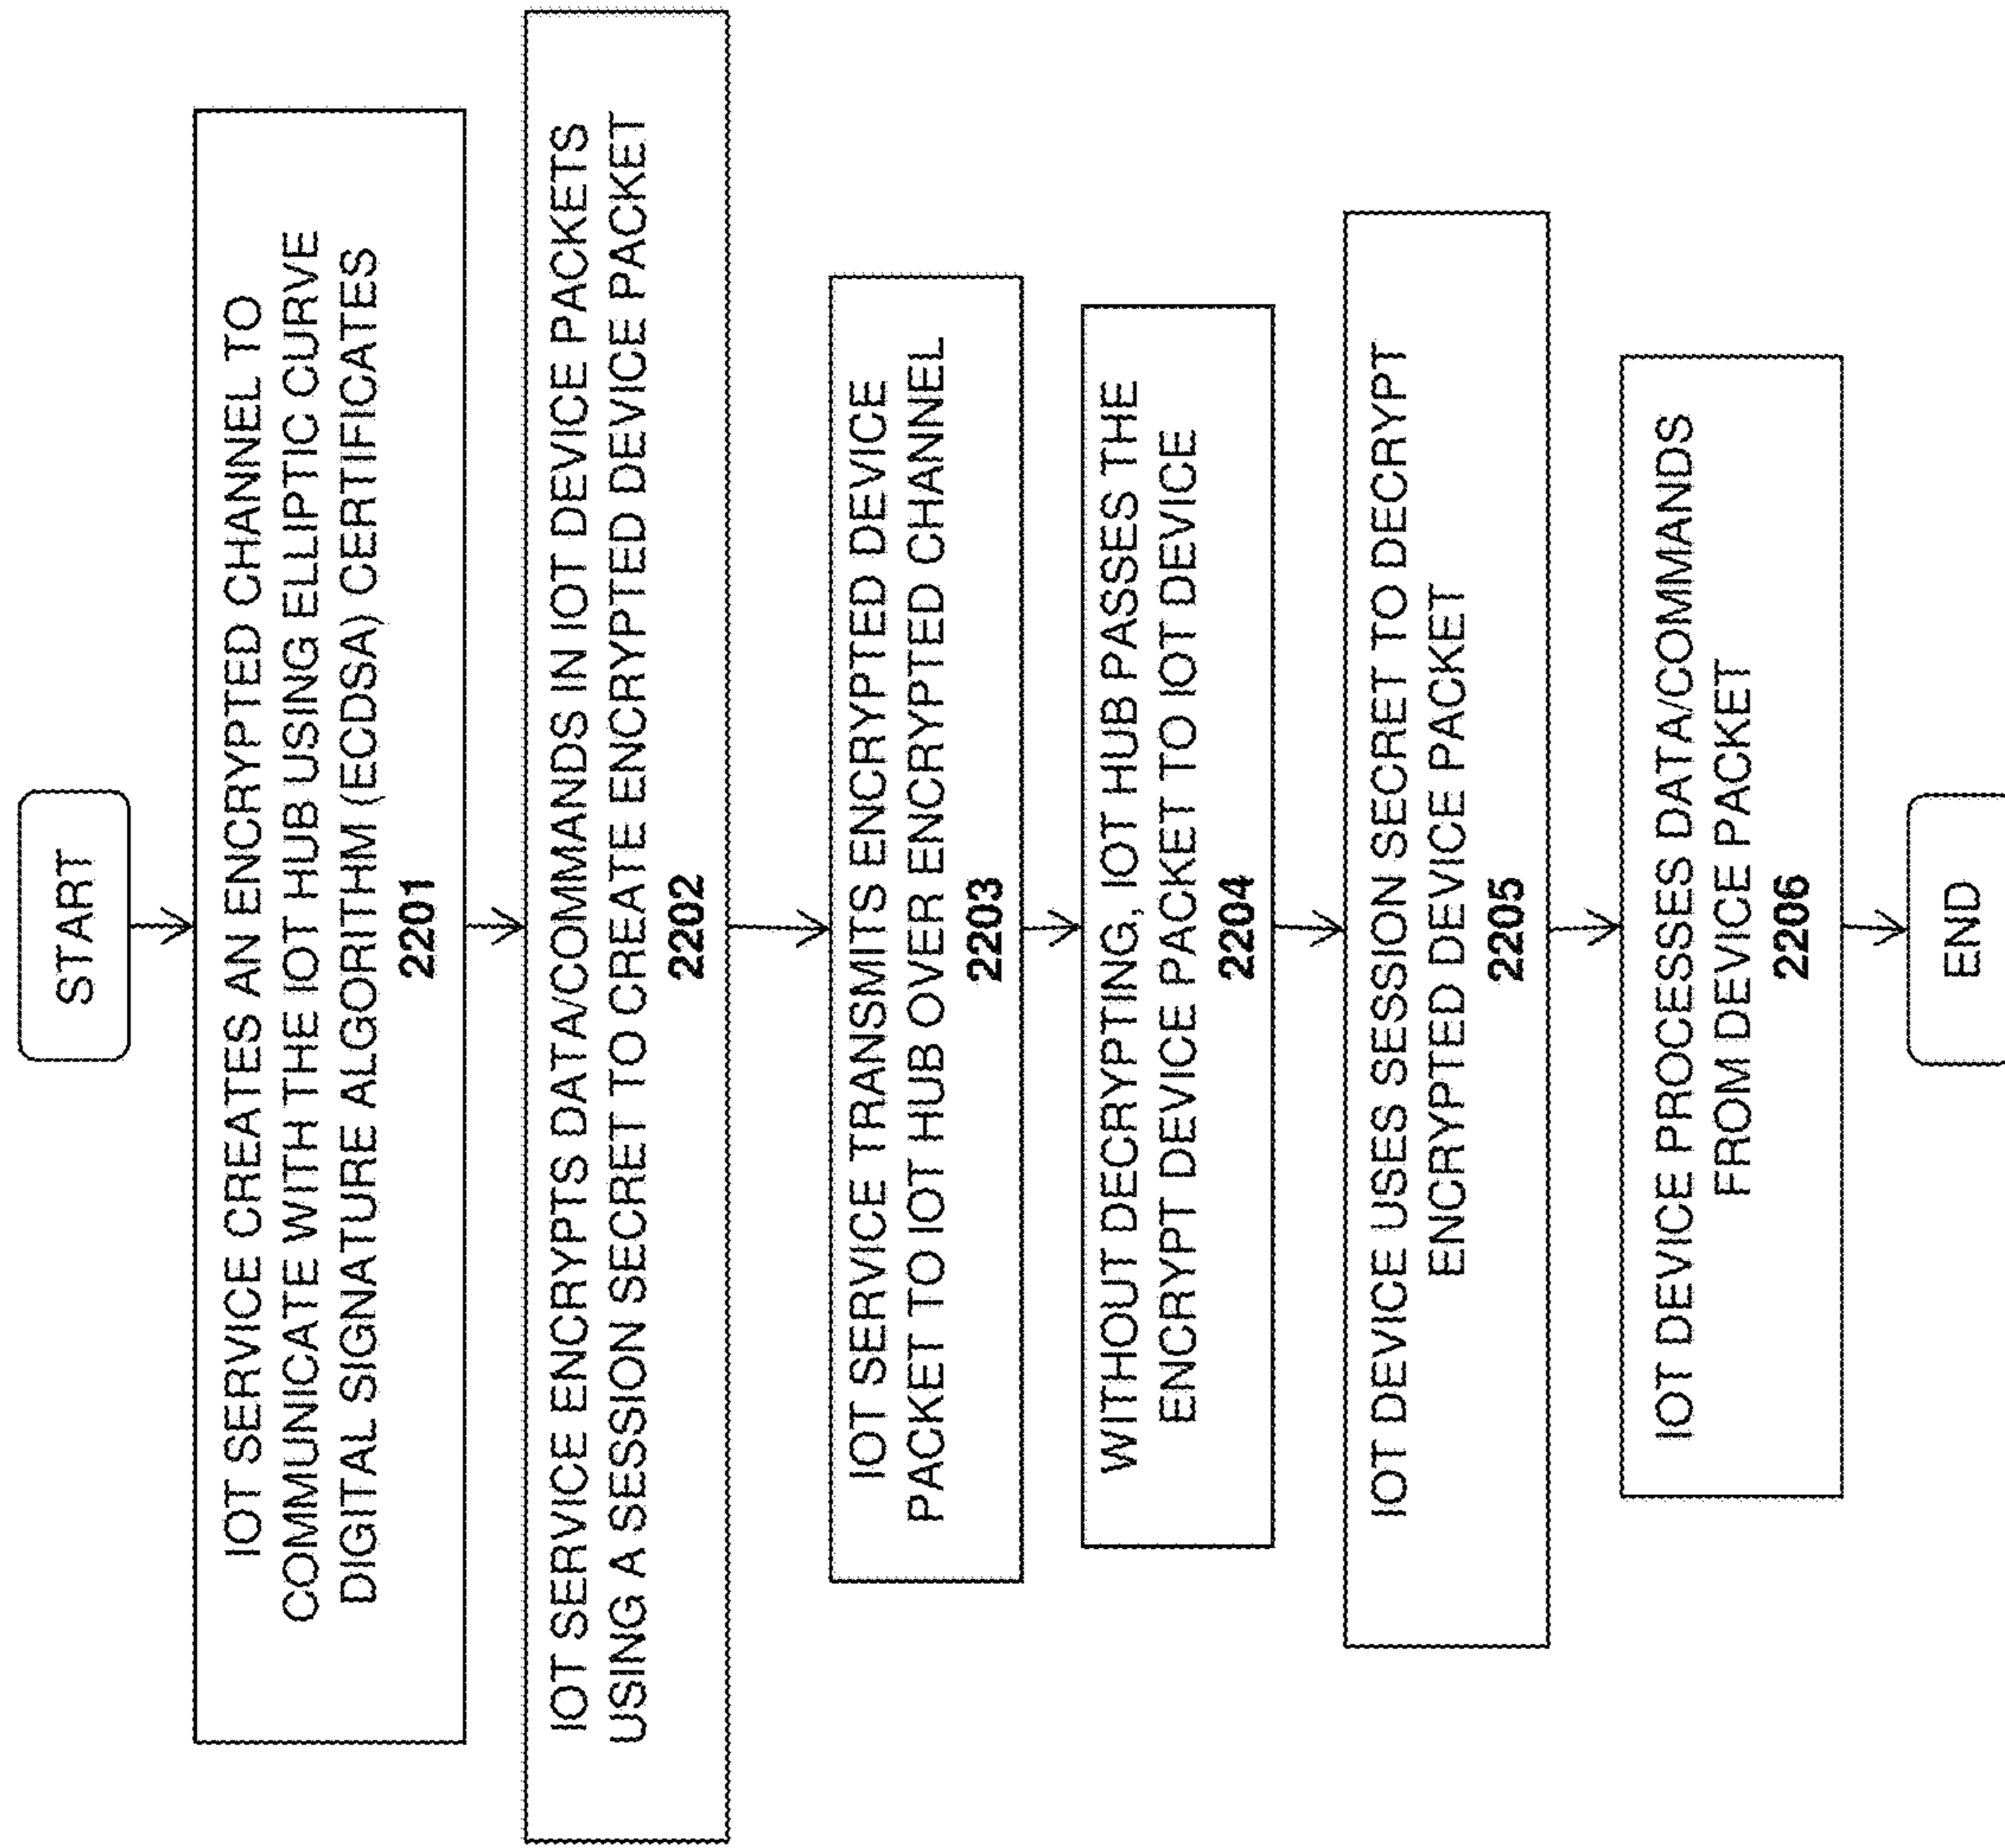 START
IOT SERVICE CREATES AN ENCRYPTED CHANNEL TO
COMMUNICATE WITH THE IOT HUB USING ELLIPTIC CURVE
DIGITAL SIGNATURE ALGORITHM (ECDSA) CERTIFICATES
2201
IOT SERVICE ENCRYPTS DATA/COMMANDS IN IOT DEVICE PACKETS
USING A SESSION SECRET TO CREATE ENCRYPTED DEVICE PACKET
2202
IOT SERVICE TRANSMITS ENCRYPTED DEVICE
PACKET TO IOT HUB OVER ENCRYPTED CHANNEL
2203
WITHOUT DECRYPTING, IOT HUB PASSES THE
ENCRYPT DEVICE PACKET TO IOT DEVICE
2204
IOT DEVICE USES SESSION SECRET TO DECRYPT
ENCRYPTED DEVICE PACKET
2205
IOT DEVICE PROCESSES DATA/COMMANDS
FROM DEVICE PACKET
2206
END